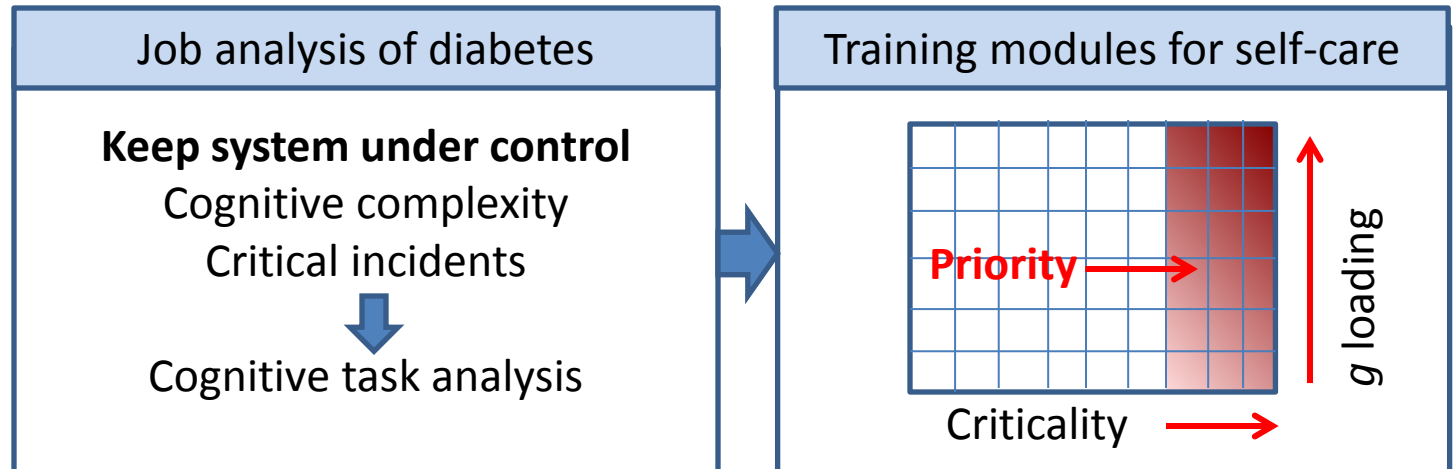 Job analysis of diabetes
Keep system under control
Cognitive complexity
Critical incidents
Cognitive task analysis
Training modules for self-care
Priority
g loading
Criticality